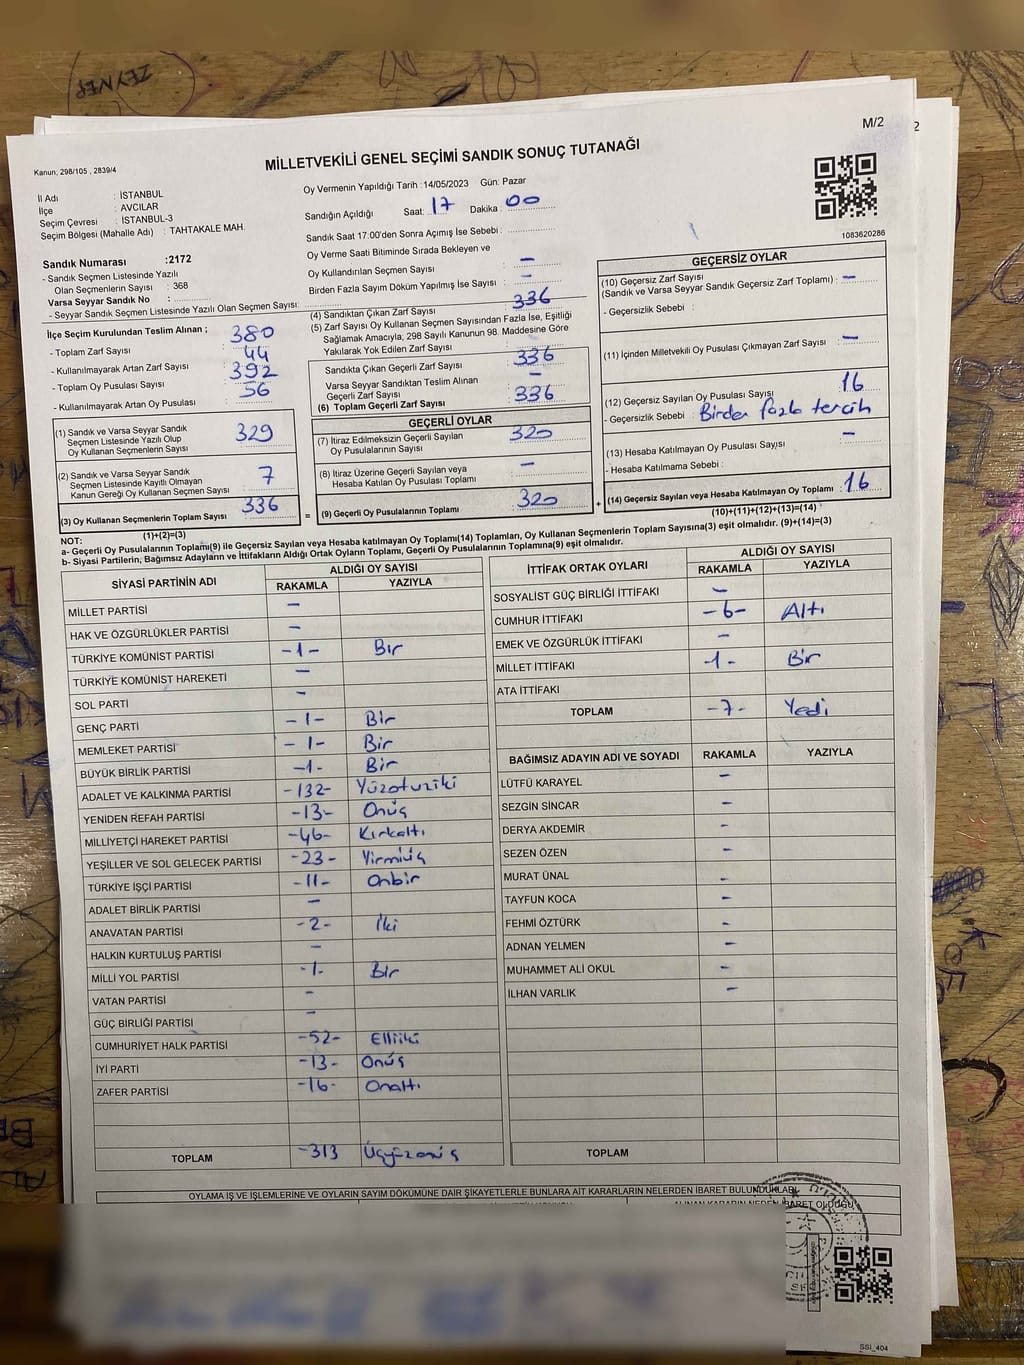 ZEYNEP
M/2
2
Kanun; 298/105 , 2839/4
MİLLETVEKİLİ GENEL SEÇİMİ SANDIK SONUÇ TUTANAĞI
İl Adı : İSTANBUL
İlçe : AVCILAR
Seçim Çevresi : İSTANBUL-3
Seçim Bölgesi (Mahalle Adı) : TAHTAKALE MAH.
Oy Vermenin Yapıldığı Tarih :14/05/2023 Gün: Pazar
Sandığın Açıldığı Saat: 17 Dakika : 00
Sandık Saat 17:00'den Sonra Açımış İse Sebebi :
Oy Verme Saati Bitiminde Sırada Bekleyen ve
Oy Kullandırılan Seçmen Sayısı –
Birden Fazla Sayım Döküm Yapılmış İse Sayısı : –
1083620286
Sandık Numarası :2172
- Sandık Seçmen Listesinde Yazılı
Olan Seçmenlerin Sayısı : 368
Varsa Seyyar Sandık No :
- Seyyar Sandık Seçmen Listesinde Yazılı Olan Seçmen Sayısı:
İlçe Seçim Kurulundan Teslim Alınan ;
- Toplam Zarf Sayısı : 380
- Kullanılmayarak Artan Zarf Sayısı : 44
- Toplam Oy Pusulası Sayısı : 392
- Kullanılmayarak Artan Oy Pusulası : 56
(1) Sandık ve Varsa Seyyar Sandık
Seçmen Listesinde Yazılı Olup
Oy Kullanan Seçmenlerin Sayısı 329
(2) Sandık ve Varsa Seyyar Sandık
Seçmen Listesinde Kayıtlı Olmayan
Kanun Gereği Oy Kullanan Seçmen Sayısı 7
(3) Oy Kullanan Seçmenlerin Toplam Sayısı 336
(1)+(2)=(3)
(4) Sandıktan Çıkan Zarf Sayısı 336
(5) Zarf Sayısı Oy Kullanan Seçmen Sayısından Fazla İse, Eşitliği
Sağlamak Amacıyla; 298 Sayılı Kanunun 98. Maddesine Göre
Yakılarak Yok Edilen Zarf Sayısı
Sandıkta Çıkan Geçerli Zarf Sayısı 336
Varsa Seyyar Sandıktan Teslim Alınan
Geçerli Zarf Sayısı –
(6) Toplam Geçerli Zarf Sayısı 336
GEÇERLİ OYLAR
(7) İtiraz Edilmeksizin Geçerli Sayılan
Oy Pusulalarının Sayısı 320
(8) İtiraz Üzerine Geçerli Sayılan veya
Hesaba Katılan Oy Pusulası Toplamı –
= (9) Geçerli Oy Pusulalarının Toplamı 320 +
GEÇERSİZ OYLAR
(10) Geçersiz Zarf Sayısı
(Sandık ve Varsa Seyyar Sandık Geçersiz Zarf Toplamı) : –
- Geçersizlik Sebebi :
(11) İçinden Milletvekili Oy Pusulası Çıkmayan Zarf Sayısı : –
(12) Geçersiz Sayılan Oy Pusulası Sayısı : 16
- Geçersizlik Sebebi : Birden fazla tercih
(13) Hesaba Katılmayan Oy Pusulası Sayısı : –
- Hesaba Katılmama Sebebi :
(14) Geçersiz Sayılan veya Hesaba Katılmayan Oy Toplamı : 16
(10)+(11)+(12)+(13)=(14)
NOT:
a- Geçerli Oy Pusulalarının Toplamı(9) ile Geçersiz Sayılan veya Hesaba katılmayan Oy Toplamı(14) Toplamları, Oy Kullanan Seçmenlerin Toplam Sayısına(3) eşit olmalıdır. (9)+(14)=(3)
b- Siyasi Partilerin, Bağımsız Adayların ve İttifakların Aldığı Ortak Oyların Toplamı, Geçerli Oy Pusulalarının Toplamına(9) eşit olmalıdır.
SİYASİ PARTİNİN ADI ALDIĞI OY SAYISI
RAKAMLA YAZIYLA
MİLLET PARTİSİ –
HAK VE ÖZGÜRLÜKLER PARTİSİ –
TÜRKİYE KOMÜNİST PARTİSİ -1- Bir
TÜRKİYE KOMÜNİST HAREKETİ –
SOL PARTİ –
GENÇ PARTİ -1- Bir
MEMLEKET PARTİSİ -1- Bir
BÜYÜK BİRLİK PARTİSİ -1- Bir
ADALET VE KALKINMA PARTİSİ -132- Yüzotuziki
YENİDEN REFAH PARTİSİ -13- Onüç
MİLLİYETÇİ HAREKET PARTİSİ -46- Kırkaltı
YEŞİLLER VE SOL GELECEK PARTİSİ -23- Yirmiüç
TÜRKİYE İŞÇİ PARTİSİ -11- Onbir
ADALET BİRLİK PARTİSİ –
ANAVATAN PARTİSİ -2- İki
HALKIN KURTULUŞ PARTİSİ –
MİLLİ YOL PARTİSİ -1- Bir
VATAN PARTİSİ –
GÜÇ BİRLİĞİ PARTİSİ –
CUMHURİYET HALK PARTİSİ -52- Elliiki
İYİ PARTİ -13- Onüç
ZAFER PARTİSİ -16- Onaltı
TOPLAM -313 Üçyüzonüç
İTTİFAK ORTAK OYLARI ALDIĞI OY SAYISI
RAKAMLA YAZIYLA
SOSYALİST GÜÇ BİRLİĞİ İTTİFAKI –
CUMHUR İTTİFAKI -6- Altı
EMEK VE ÖZGÜRLÜK İTTİFAKI –
MİLLET İTTİFAKI -1- Bir
ATA İTTİFAKI
TOPLAM -7- Yedi
BAĞIMSIZ ADAYIN ADI VE SOYADI RAKAMLA YAZIYLA
LÜTFÜ KARAYEL –
SEZGİN SİNCAR –
DERYA AKDEMİR –
SEZEN ÖZEN –
MURAT ÜNAL –
TAYFUN KOCA –
FEHMİ ÖZTÜRK –
ADNAN YELMEN –
MUHAMMET ALİ OKUL –
İLHAN VARLIK –
TOPLAM
OYLAMA İŞ VE İŞLEMLERİNE VE OYLARIN SAYIM DÖKÜMÜNE DAİR ŞİKAYETLERLE BUNLARA AİT KARARLARIN NELERDEN İBARET BULUNDUKLARI
SSI_404